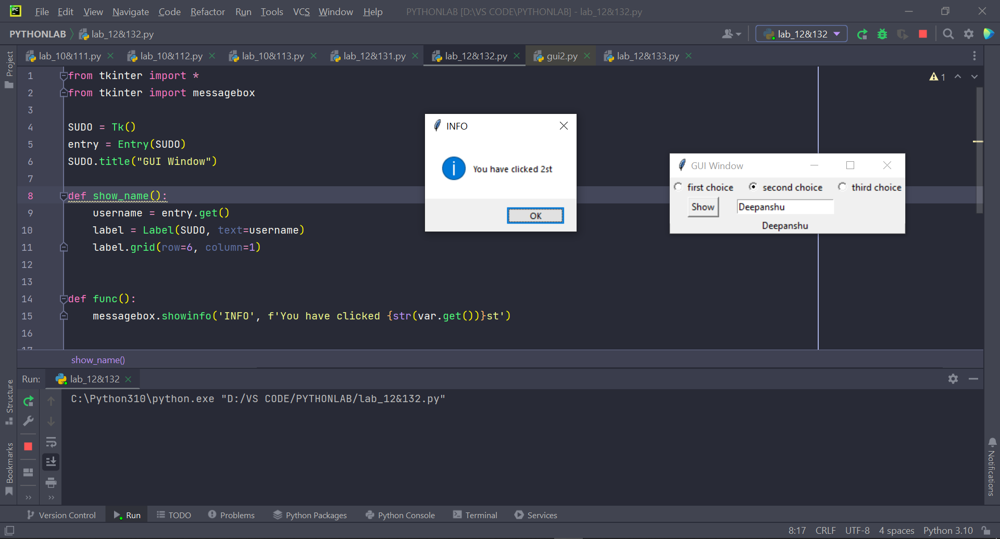 PC File Edit View Navigate Code Refactor Run Tools VCS Window Help PYTHONLAB [D:\VS CODE\PYTHONLAB] - lab_12&132.py
PYTHONLAB lab_12&132.py lab_12&132
lab_10&111.py lab_10&112.py lab_10&113.py lab_12&131.py lab_12&132.py gui2.py lab_12&133.py
Project
1 from tkinter import *
1
2 from tkinter import messagebox
3
4 SUDO = Tk()
5 entry = Entry(SUDO)
6 SUDO.title("GUI Window")
7
8 def show_name():
9 username = entry.get()
10 label = Label(SUDO, text=username)
11 label.grid(row=6, column=1)
12
13
14 def func():
15 messagebox.showinfo('INFO', f'You have clicked {str(var.get())}st')
16
17
INFO
You have clicked 2st
OK
GUI Window
first choice second choice third choice
Show Deepanshu
Deepanshu
show_name()
Run: lab_12&132
C:\Python310\python.exe "D:/VS CODE/PYTHONLAB/lab_12&132.py"
Structure
Bookmarks
Notifications
Version Control Run TODO Problems Python Packages Python Console Terminal Services
8:17 CRLF UTF-8 4 spaces Python 3.10